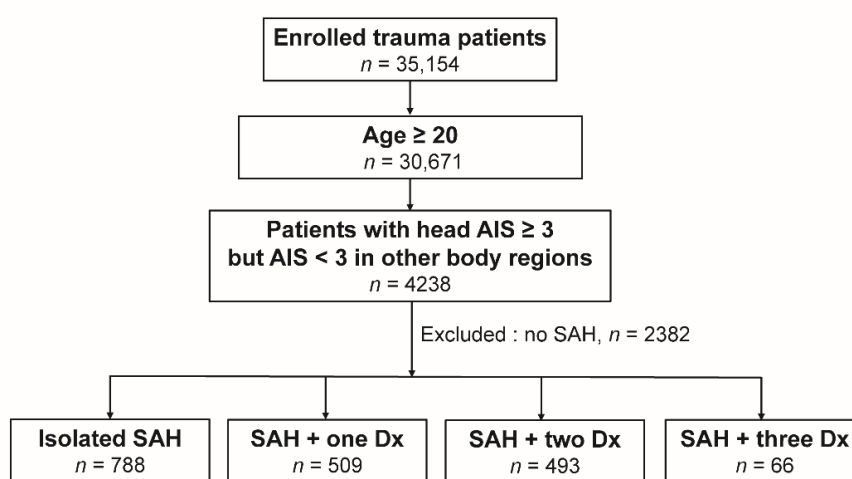 Enrolled trauma patients
n = 35,154
Age ≥ 20
n = 30,671
Patients with head AIS ≥ 3
but AIS < 3 in other body regions
n = 4238
Excluded : no SAH, n = 2382
Isolated SAH
n = 788
SAH + one Dx
n = 509
SAH + two Dx
n = 493
SAH + three Dx
n = 66